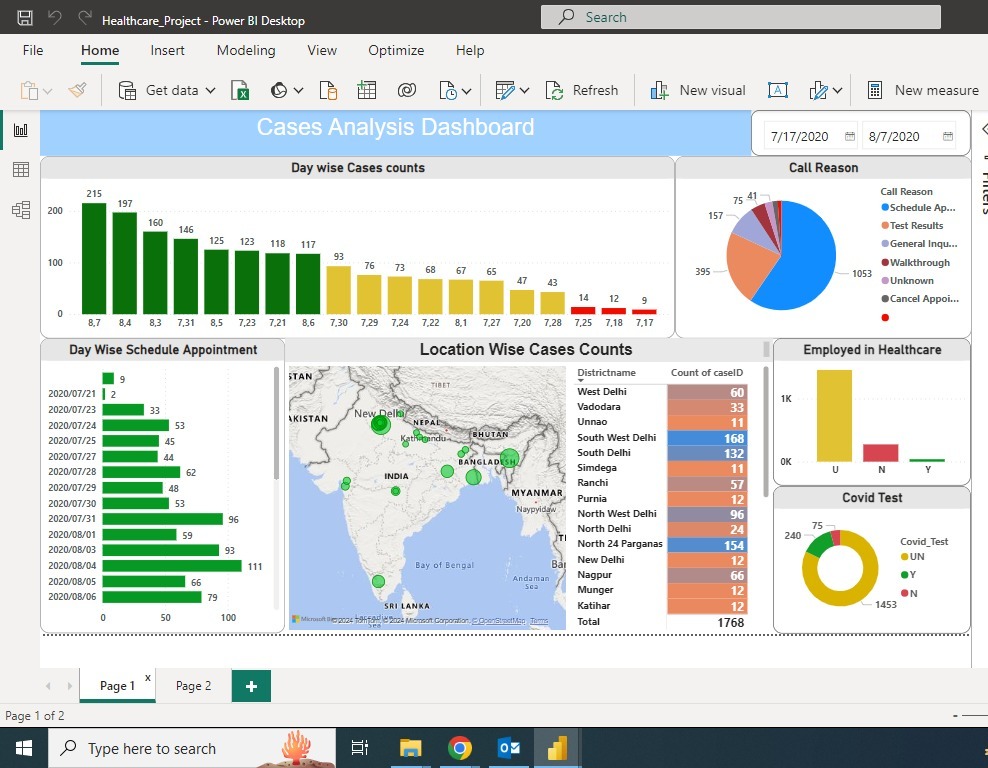 Healthcare_Project - Power BI Desktop
Search
File Home Insert Modeling View Optimize Help
Get data Refresh New visual New measure
Cases Analysis Dashboard
7/17/2020 8/7/2020
Filters
Day wise Cases counts
200
100
0
215 197 160 146 125 123 118 117 93 76 73 68 67 65 47 43 14 12 9
8,7 8,4 8,3 7,31 8,5 7,23 7,21 8,6 7,30 7,29 7,24 7,22 8,1 7,27 7,20 7,28 7,25 7,18 7,17
Call Reason
75 41
157
395
1053
Call Reason
Schedule Ap...
Test Results
General Inqu...
Walkthrough
Unknown
Cancel Appoi...
Day Wise Schedule Appointment
9
2020/07/21 2
2020/07/23 33
2020/07/24 53
2020/07/25 45
2020/07/27 44
2020/07/28 62
2020/07/29 48
2020/07/30 53
2020/07/31 96
2020/08/01 59
2020/08/03 93
2020/08/04 111
2020/08/05 66
2020/08/06 79
0 50 100
Location Wise Cases Counts
STAN
TIBET
AKISTAN
New Delhi
NEPAL
Kathmandu
BHUTAN
BANGLADESH
INDIA
MYANMAR
Naypyidaw
TH
Bay of Bengal
Ban
Andaman
Sea
SRI LANKA
Laccadive
Sea
© 2024 TomTom, © 2024 Microsoft Corporation, © OpenStreetMap Terms
Districtname Count of caseID
West Delhi 60
Vadodara 33
Unnao 11
South West Delhi 168
South Delhi 132
Simdega 11
Ranchi 57
Purnia 12
North West Delhi 96
North Delhi 24
North 24 Parganas 154
New Delhi 12
Nagpur 66
Munger 12
Katihar 12
Total 1768
Employed in Healthcare
1K
0K
U N Y
Covid Test
75
240
1453
Covid_Test
UN
Y
N
Page 1 x
Page 2
+
Page 1 of 2
Type here to search